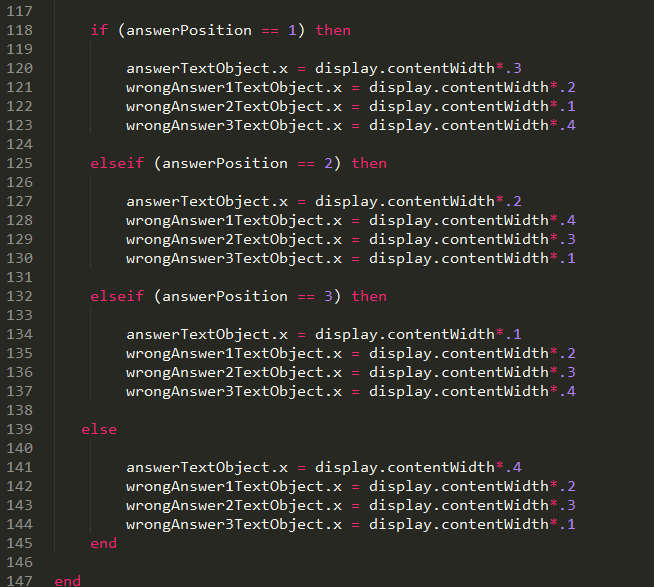 117
118 if (answerPosition == 1) then
119
120 answerTextObject.x = display.contentWidth*.3
121 wrongAnswer1TextObject.x = display.contentWidth*.2
122 wrongAnswer2TextObject.x = display.contentWidth*.1
123 wrongAnswer3TextObject.x = display.contentWidth*.4
124
125 elseif (answerPosition == 2) then
126
127 answerTextObject.x = display.contentWidth*.2
128 wrongAnswer1TextObject.x = display.contentWidth*.4
129 wrongAnswer2TextObject.x = display.contentWidth*.3
130 wrongAnswer3TextObject.x = display.contentWidth*.1
131
132 elseif (answerPosition == 3) then
133
134 answerTextObject.x = display.contentWidth*.1
135 wrongAnswer1TextObject.x = display.contentWidth*.2
136 wrongAnswer2TextObject.x = display.contentWidth*.3
137 wrongAnswer3TextObject.x = display.contentWidth*.4
138
139 else
140
141 answerTextObject.x = display.contentWidth*.4
142 wrongAnswer1TextObject.x = display.contentWidth*.2
143 wrongAnswer2TextObject.x = display.contentWidth*.3
144 wrongAnswer3TextObject.x = display.contentWidth*.1
145 end
146
147 end